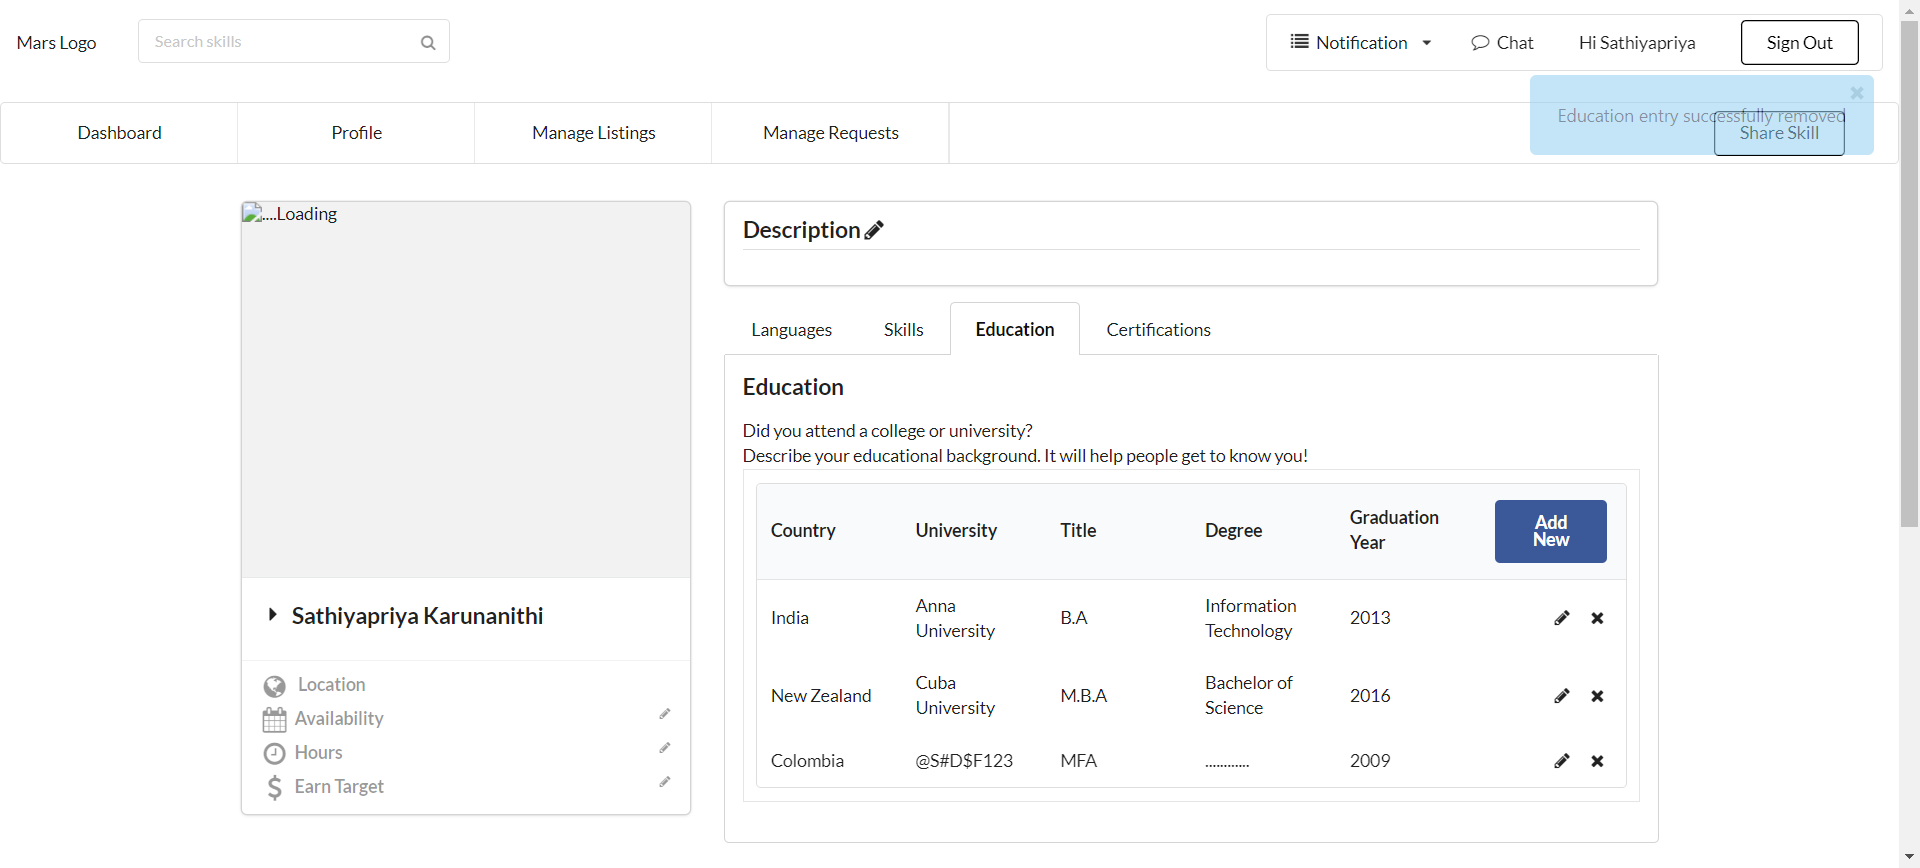 Mars Logo
Search skills
Notification
Chat
Hi Sathiyapriya
Sign Out
Education entry successfully removed
Dashboard
Profile
Manage Listings
Manage Requests
Share Skill
....Loading
Description
Languages
Skills
Education
Certifications
Education
Did you attend a college or university?
Describe your educational background. It will help people get to know you!
Country
University
Title
Degree
Graduation
Year
Add
New
India
Anna
University
B.A
Information
Technology
2013
New Zealand
Cuba
University
M.B.A
Bachelor of
Science
2016
Colombia
@S#D$F123
MFA
............
2009
Sathiyapriya Karunanithi
Location
Availability
Hours
Earn Target